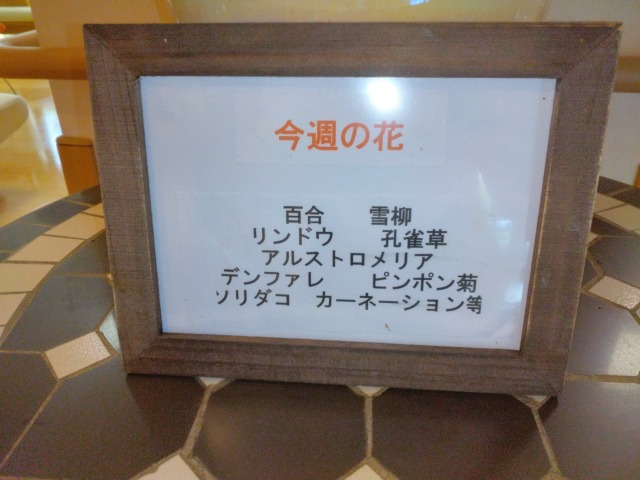 今週の花
百合 雪柳
リンドウ 孔雀草
アルストロメリア
デンファレ ピンポン菊
ソリダコ カーネーション等